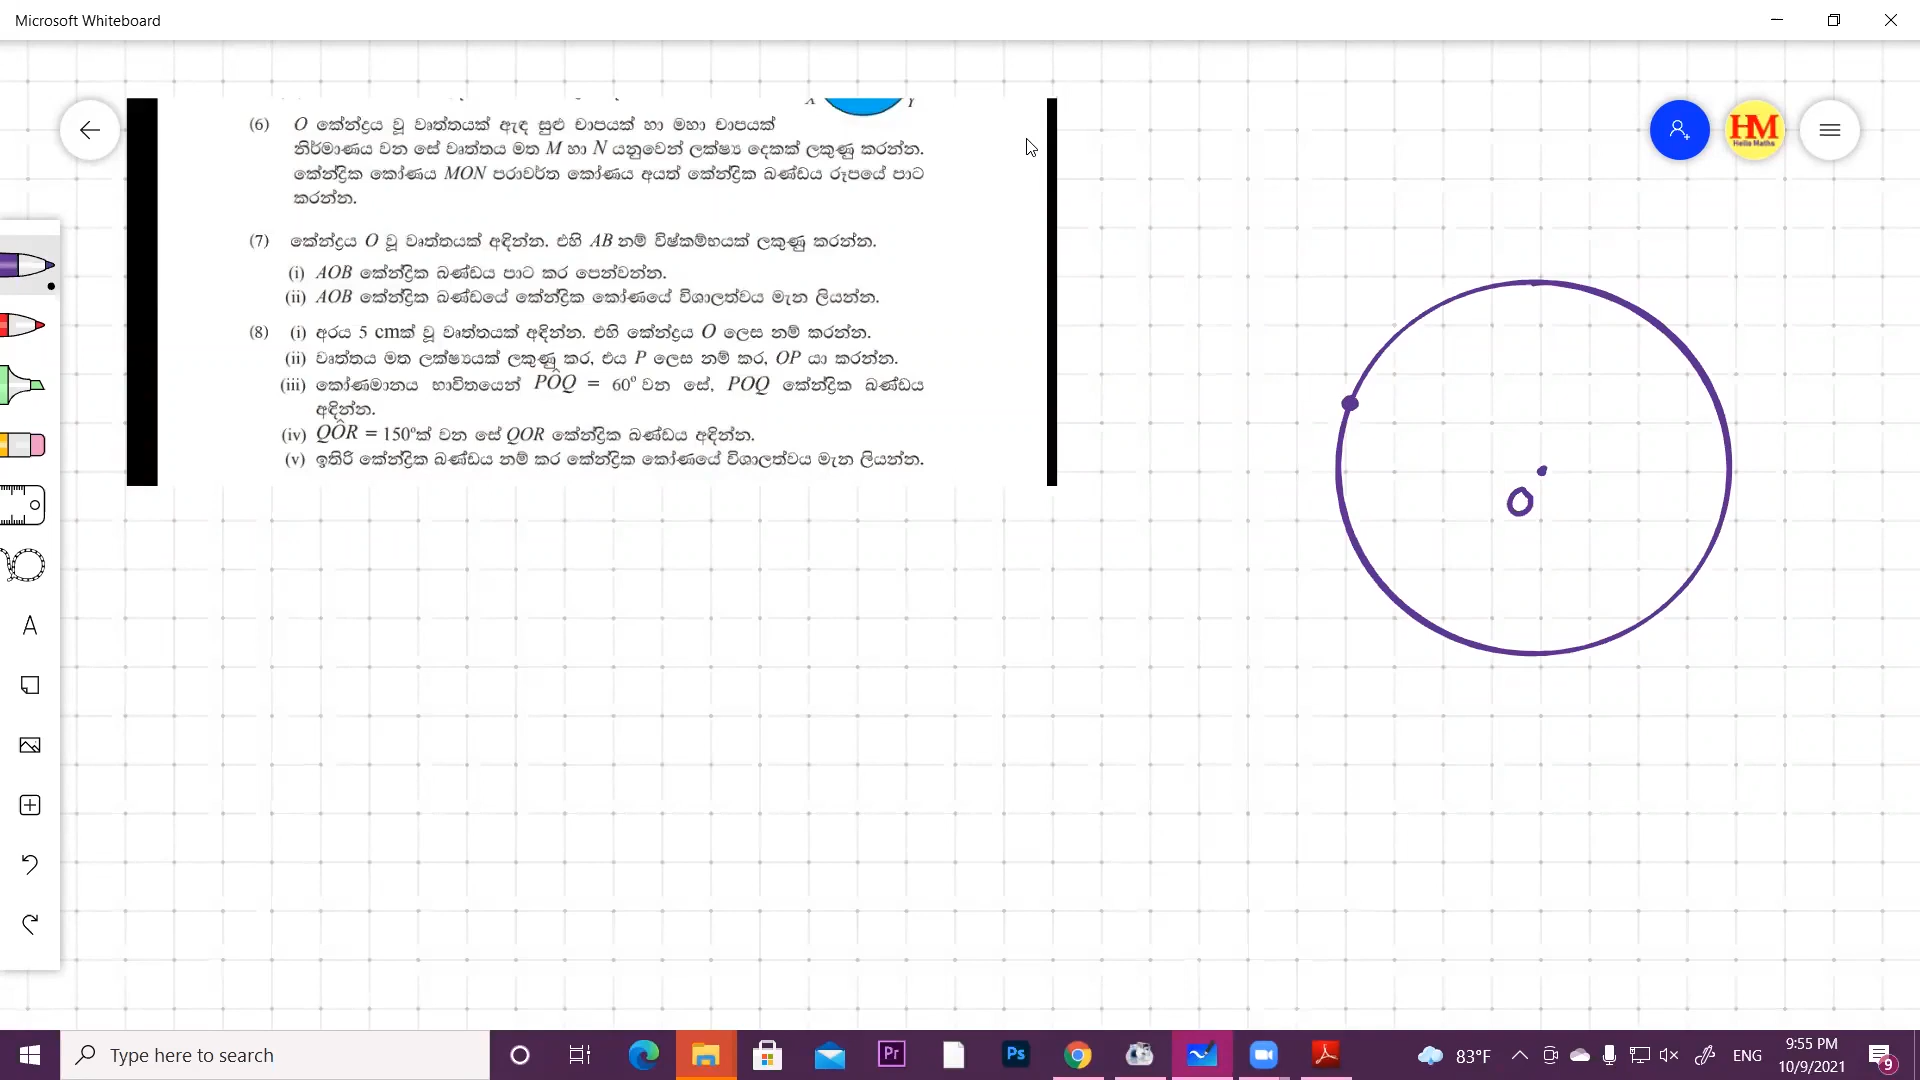 Microsoft Whiteboard
X Y
(6) O කේන්ද්‍රය වූ වෘත්තයක් ඇඳ සුළු චාපයක් හා මහා චාපයක්
නිර්මාණය වන සේ වෘත්තය මත M හා N යනුවෙන් ලක්ෂ්‍ය දෙකක් ලකුණු කරන්න.
කේන්ද්‍රික කෝණය MON පරාවර්ත කෝණය අයත් කේන්ද්‍රික ඛණ්ඩය රූපයේ පාට
කරන්න.
(7) කේන්ද්‍රය O වූ වෘත්තයක් අඳින්න. එහි AB නම් විෂ්කම්භයක් ලකුණු කරන්න.
(i) AOB කේන්ද්‍රික ඛණ්ඩය පාට කර පෙන්වන්න.
(ii) AOB කේන්ද්‍රික ඛණ්ඩයේ කේන්ද්‍රික කෝණයේ විශාලත්වය මැන ලියන්න.
(8) (i) අරය 5 cmක් වූ වෘත්තයක් අඳින්න. එහි කේන්ද්‍රය O ලෙස නම් කරන්න.
(ii) වෘත්තය මත ලක්ෂ්‍යයක් ලකුණු කර, එය P ලෙස නම් කර, OP යා කරන්න.
(iii) කෝණමානය භාවිතයෙන් PÔQ = 60° වන සේ, POQ කේන්ද්‍රික ඛණ්ඩය
අඳින්න.
(iv) QÔR = 150°ක් වන සේ QOR කේන්ද්‍රික ඛණ්ඩය අඳින්න.
(v) ඉතිරි කේන්ද්‍රික ඛණ්ඩය නම් කර කේන්ද්‍රික කෝණයේ විශාලත්වය මැන ලියන්න.
HM
Hello Maths
O
A
Type here to search
Pr
Ps
83°F
ENG
9:55 PM
10/9/2021
9